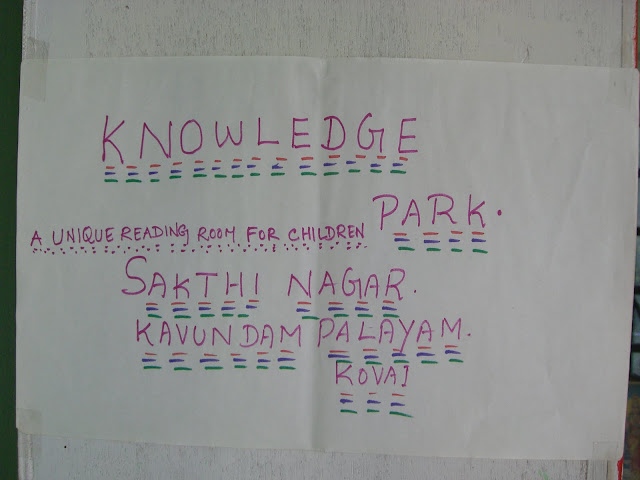 KNOWLEDGE
PARK.
A UNIQUE READING ROOM FOR CHILDREN
SAKTHI NAGAR.
KAVUNDAM PALAYAM.
KOVAI